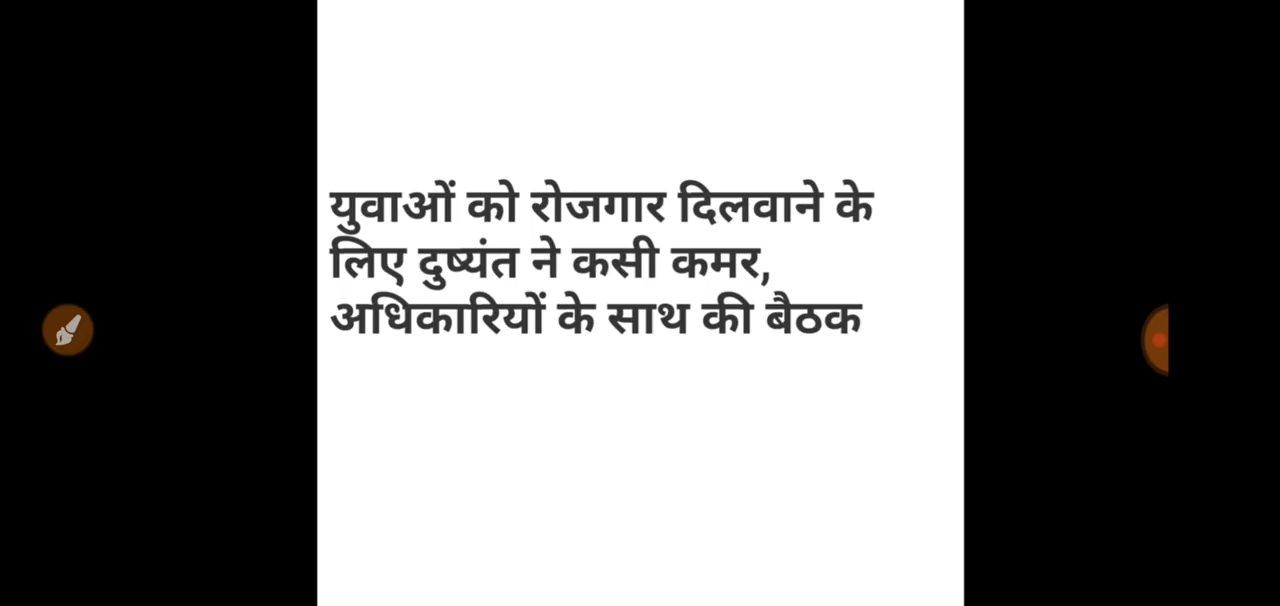 युवाओं को रोजगार दिलवाने के
लिए दुष्यंत ने कसी कमर,
अधिकारियों के साथ की बैठक